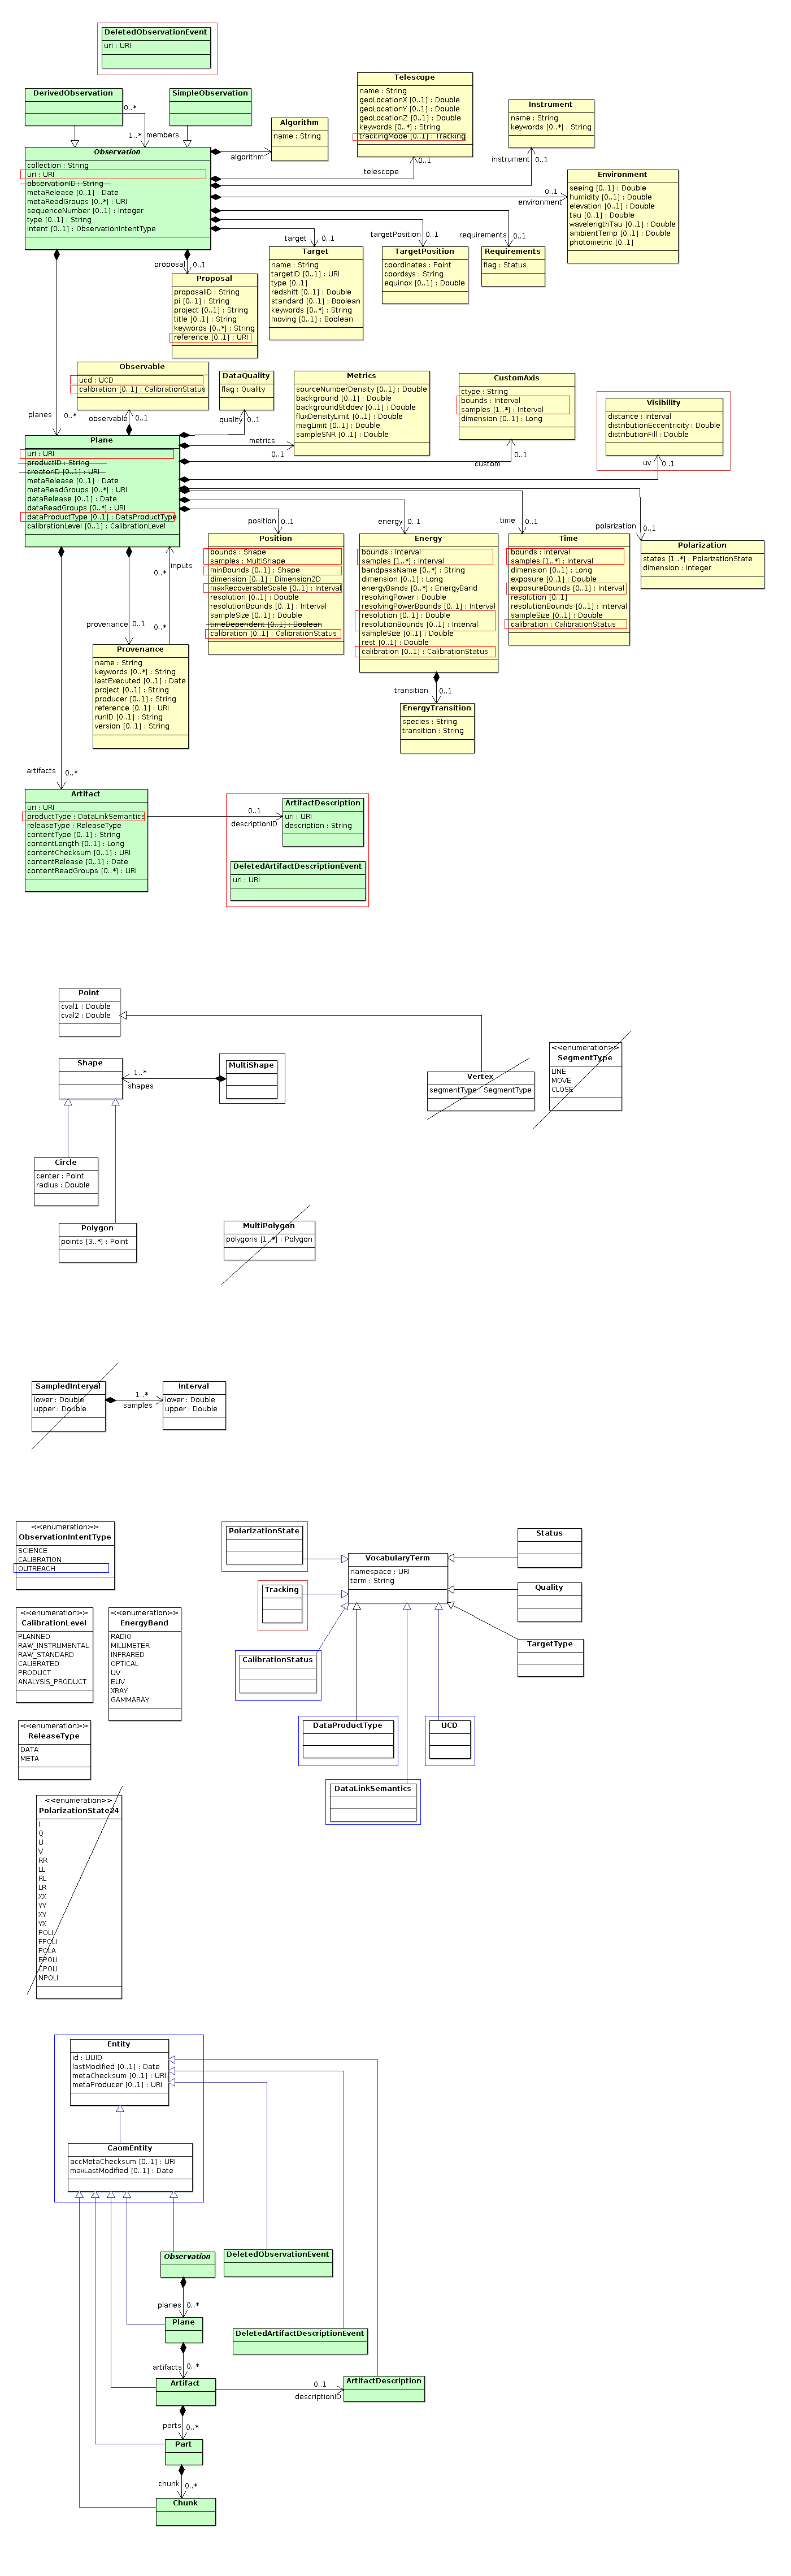 DeletedObservationEvent
uri : URI
DerivedObservation
SimpleObservation
0..*
1..*
members
Observation
collection : String
uri : URI
observationID : String
metaRelease [0..1] : Date
metaReadGroups [0..*] : URI
sequenceNumber [0..1] : Integer
type [0..1] : String
intent [0..1] : ObservationIntentType
Algorithm
name : String
algorithm
Telescope
name : String
geoLocationX [0..1] : Double
geoLocationY [0..1] : Double
geoLocationZ [0..1] : Double
keywords [0..*] : String
trackingMode [0..1] : Tracking
0..1
telescope
Instrument
name : String
keywords [0..*] : String
instrument
0..1
Environment
seeing [0..1] : Double
humidity [0..1] : Double
elevation [0..1] : Double
tau [0..1] : Double
wavelengthTau [0..1] : Double
ambientTemp [0..1] : Double
photometric [0..1]
0..1
environment
proposal
0..1
Proposal
proposalID : String
pi [0..1] : String
project [0..1] : String
title [0..1] : String
keywords [0..*] : String
reference [0..1] : URI
target
0..1
Target
name : String
targetID [0..1] : URI
type [0..1]
redshift [0..1] : Double
standard [0..1] : Boolean
keywords [0..*] : String
moving [0..1] : Boolean
targetPosition
0..1
TargetPosition
coordinates : Point
coordsys : String
equinox [0..1] : Double
requirements
0..1
Requirements
flag : Status
Observable
ucd : UCD
calibration [0..1] : CalibrationStatus
observable
0..1
DataQuality
flag : Quality
quality
0..1
Metrics
sourceNumberDensity [0..1] : Double
background [0..1] : Double
backgroundStddev [0..1] : Double
fluxDensityLimit [0..1] : Double
magLimit [0..1] : Double
sampleSNR [0..1] : Double
metrics
0..1
CustomAxis
ctype : String
bounds : Interval
samples [1..*] : Interval
dimension [0..1] : Long
custom
0..1
Visibility
distance : Interval
distributionEccentricity : Double
distributionFill : Double
uv
0..1
planes
0..*
Plane
uri : URI
productID : String
creatorID [0..1] : URI
metaRelease [0..1] : Date
metaReadGroups [0..*] : URI
dataRelease [0..1] : Date
dataReadGroups [0..*] : URI
dataProductType [0..1] : DataProductType
calibrationLevel [0..1] : CalibrationLevel
position
0..1
Position
bounds : Shape
samples : MultiShape
minBounds [0..1] : Shape
dimension [0..1] : Dimension2D
maxRecoverableScale [0..1] : Interval
resolution [0..1] : Double
resolutionBounds [0..1] : Interval
sampleSize [0..1] : Double
timeDependent [0..1] : Boolean
calibration [0..1] : CalibrationStatus
energy
0..1
Energy
bounds [0..1] : Interval
samples [1..*] : Interval
bandpassName [0..*] : String
dimension [0..1] : Long
energyBands [0..*] : EnergyBand
resolvingPower : Double
resolvingPowerBounds [0..1] : Interval
resolution [0..1] : Double
resolutionBounds [0..1] : Interval
sampleSize [0..1] : Double
rest [0..1] : Double
calibration [0..1] : CalibrationStatus
time
0..1
Time
bounds [0..1] : Interval
samples [1..*] : Interval
dimension [0..1] : Long
exposure [0..1] : Double
exposureBounds [0..1] : Interval
resolution [0..1]
resolutionBounds [0..1] : Interval
sampleSize [0..1] : Double
calibration : CalibrationStatus
polarization
0..1
Polarization
states [1..*] : PolarizationState
dimension : Integer
inputs
0..*
provenance
0..1
0..*
Provenance
name : String
keywords [0..*] : String
lastExecuted [0..1] : Date
project [0..1] : String
producer [0..1] : String
reference [0..1] : URI
runID [0..1] : String
version [0..1] : String
transition
0..1
EnergyTransition
species : String
transition : String
artifacts
0..*
Artifact
uri : URI
productType : DataLinkSemantics
releaseType : ReleaseType
contentType [0..1] : String
contentLength [0..1] : Long
contentChecksum [0..1] : URI
contentRelease [0..1] : Date
contentReadGroups [0..*] : URI
0..1
descriptionID
ArtifactDescription
uri : URI
description : String
DeletedArtifactDescriptionEvent
uri : URI
Point
cval1 : Double
cval2 : Double
Shape
1..*
shapes
MultiShape
Vertex
segmentType : SegmentType
<<enumeration>>
SegmentType
LINE
MOVE
CLOSE
Circle
center : Point
radius : Double
Polygon
points [3..*] : Point
MultiPolygon
polygons [1..*] : Polygon
SampledInterval
lower : Double
upper : Double
1..*
samples
Interval
lower : Double
upper : Double
<<enumeration>>
ObservationIntentType
SCIENCE
CALIBRATION
OUTREACH
<<enumeration>>
CalibrationLevel
PLANNED
RAW_INSTRUMENTAL
RAW_STANDARD
CALIBRATED
PRODUCT
ANALYSIS_PRODUCT
<<enumeration>>
EnergyBand
RADIO
MILLIMETER
INFRARED
OPTICAL
UV
EUV
XRAY
GAMMARAY
<<enumeration>>
ReleaseType
DATA
META
<<enumeration>>
PolarizationState24
I
Q
U
V
RR
LL
RL
LR
XX
YY
XY
YX
POLI
FPOLI
POLA
EPOLI
CPOLI
NPOLI
PolarizationState
Tracking
CalibrationStatus
VocabularyTerm
namespace : URI
term : String
Status
Quality
TargetType
DataProductType
UCD
DataLinkSemantics
Entity
id : UUID
lastModified [0..1] : Date
metaChecksum [0..1] : URI
metaProducer [0..1] : URI
CaomEntity
accMetaChecksum [0..1] : URI
maxLastModified [0..1] : Date
Observation
DeletedObservationEvent
planes
0..*
Plane
DeletedArtifactDescriptionEvent
artifacts
0..*
Artifact
0..1
descriptionID
ArtifactDescription
parts
0..*
Part
chunk
0..*
Chunk